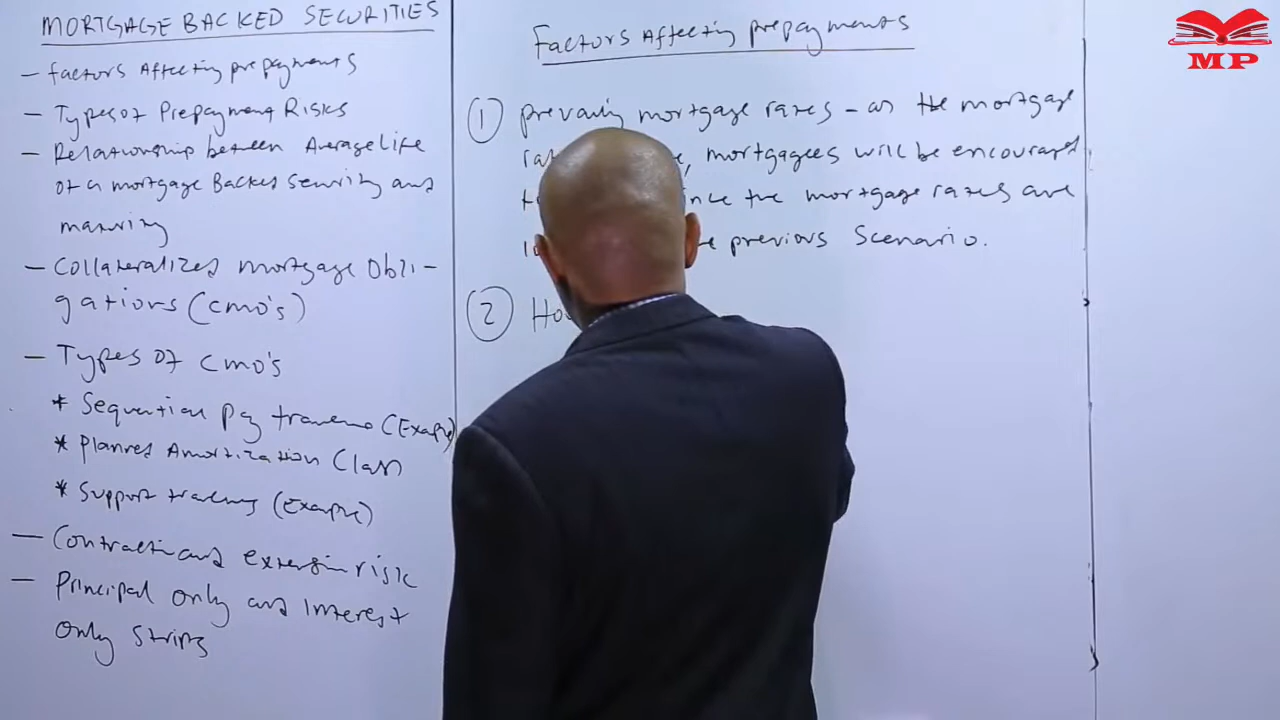 MORTGAGE BACKED SECURITIES
- factors Affecting prepayments
- Types of Prepayment Risks
- Relationship between Average life
of a mortgage Backed Security and
maturity
- Collateralized mortgage Obli-
gations (cmo's)
- Types of cmo's
* Sequential pay tranche (Example)
* Planned Amortization Class
* Support tranches (Example)
- Contraction and extension risk
- Principal only and interest
only strips
Factors Affecting prepayments
① prevailing mortgage rates - as the mortgage
mortgagees will be encouraged
the mortgage rates are
previous Scenario.
②
MP